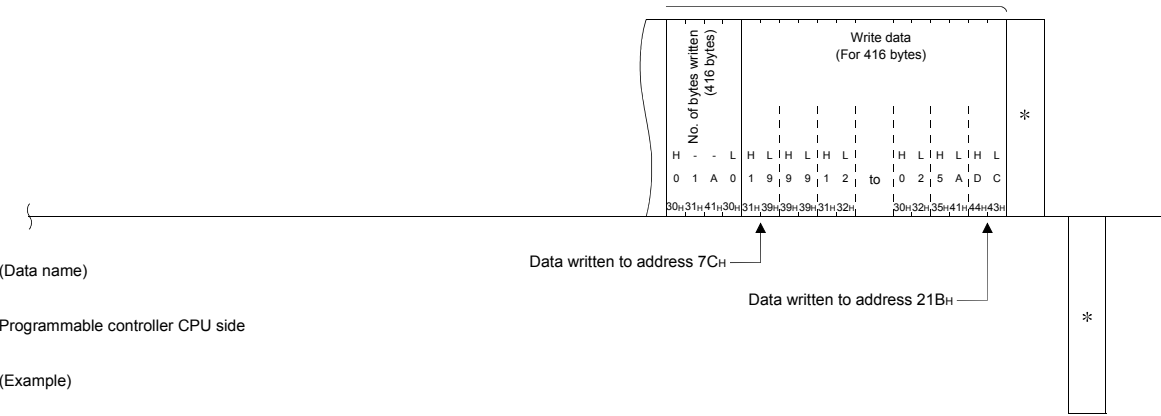 No. of bytes written
(416 bytes)
Write data
(For 416 bytes)
*
H - - L H L H L H L H L H L H L
0 1 A 0 1 9 9 9 1 2 to 0 2 5 A D C
30H 31H 41H 30H 31H 39H 39H 39H 31H 32H 30H 32H 35H 41H 44H 43H
Data written to address 7CH
(Data name)
Data written to address 21BH
Programmable controller CPU side
*
(Example)